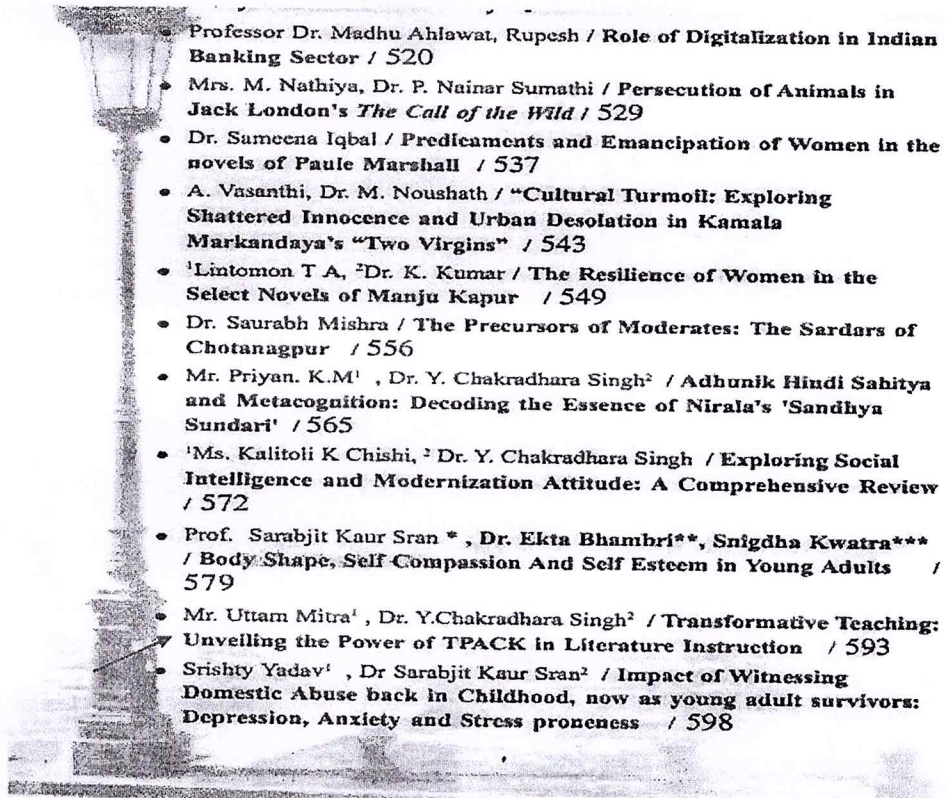 • Professor Dr. Madhu Ahlawat, Rupesh / Role of Digitalization in Indian
Banking Sector / 520
• Mrs. M. Nathiya, Dr. P. Nainar Sumathi / Persecution of Animals in
Jack London's The Call of the Wild / 529
• Dr. Sameena Iqbal / Predicaments and Emancipation of Women in the
novels of Paule Marshall / 537
• A. Vasanthi, Dr. M. Noushath / "Cultural Turmoil: Exploring
Shattered Innocence and Urban Desolation in Kamala
Markandaya's "Two Virgins" / 543
• ¹Lintomon T A, ²Dr. K. Kumar / The Resilience of Women in the
Select Novels of Manju Kapur / 549
• Dr. Saurabh Mishra / The Precursors of Moderates: The Sardars of
Chotanagpur / 556
• Mr. Priyan. K.M¹ , Dr. Y. Chakradhara Singh² / Adhunik Hindi Sahitya
and Metacognition: Decoding the Essence of Nirala's 'Sandhya
Sundari' / 565
• ¹Ms. Kalitoli K Chishi, ² Dr. Y. Chakradhara Singh / Exploring Social
Intelligence and Modernization Attitude: A Comprehensive Review
/ 572
• Prof. Sarabjit Kaur Sran * , Dr. Ekta Bhambri**, Snigdha Kwatra***
/ Body Shape, Self Compassion And Self Esteem in Young Adults /
579
• Mr. Uttam Mitra¹ , Dr. Y.Chakradhara Singh² / Transformative Teaching:
Unveiling the Power of TPACK in Literature Instruction / 593
• Srishty Yadav¹ , Dr Sarabjit Kaur Sran² / Impact of Witnessing
Domestic Abuse back in Childhood, now as young adult survivors:
Depression, Anxiety and Stress proneness / 598